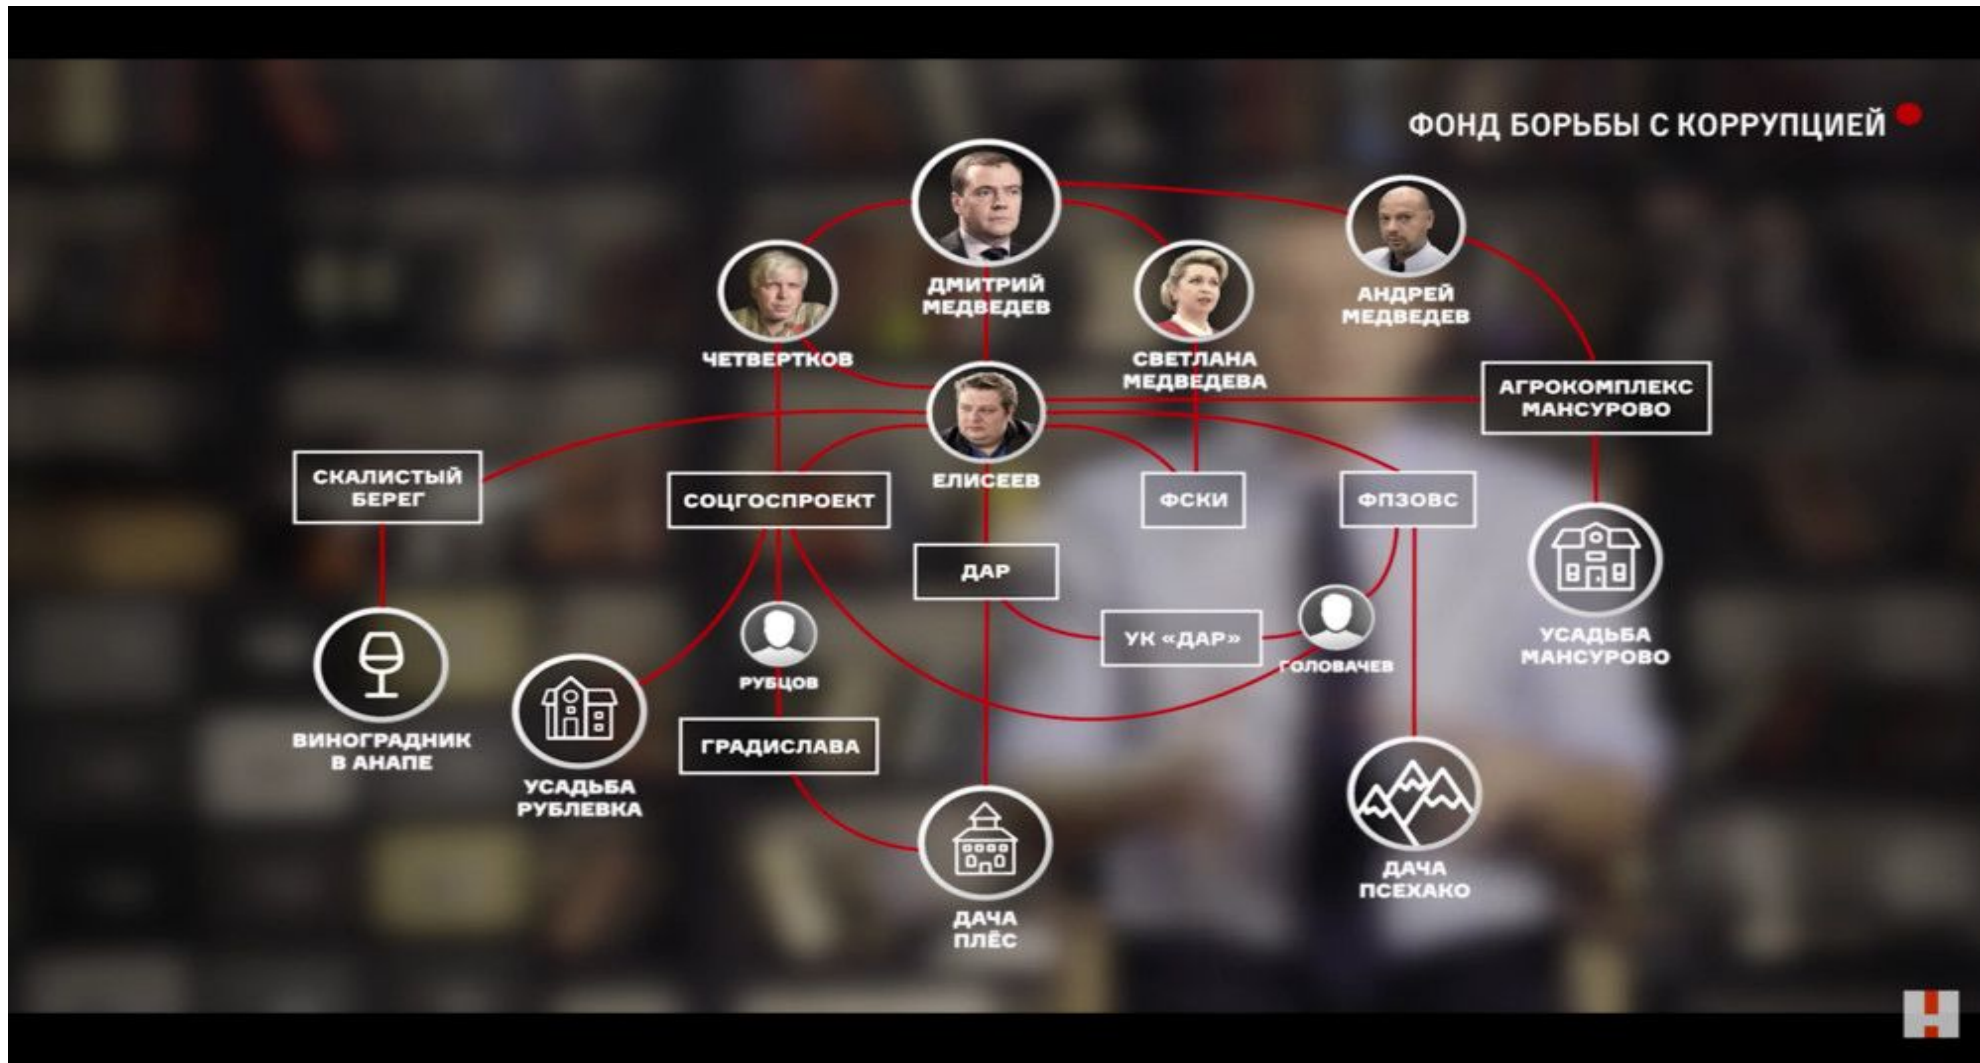 ФОНД БОРЬБЫ С КОРРУПЦИЕЙ
ДМИТРИЙ
МЕДВЕДЕВ
АНДРЕЙ
МЕДВЕДЕВ
ЧЕТВЕРТКОВ
СВЕТЛАНА
МЕДВЕДЕВА
АГРОКОМПЛЕКС
МАНСУРОВО
СКАЛИСТЫЙ
БЕРЕГ
ЕЛИСЕЕВ
СОЦГОСПРОЕКТ
ФСКИ
ФПЗОВС
ДАР
УК «ДАР»
УСАДЬБА
МАНСУРОВО
ГОЛОВАЧЕВ
РУБЦОВ
ВИНОГРАДНИК
В АНАПЕ
ГРАДИСЛАВА
УСАДЬБА
РУБЛЕВКА
ДАЧА
ПСЕХАКО
ДАЧА
ПЛЁС
Н